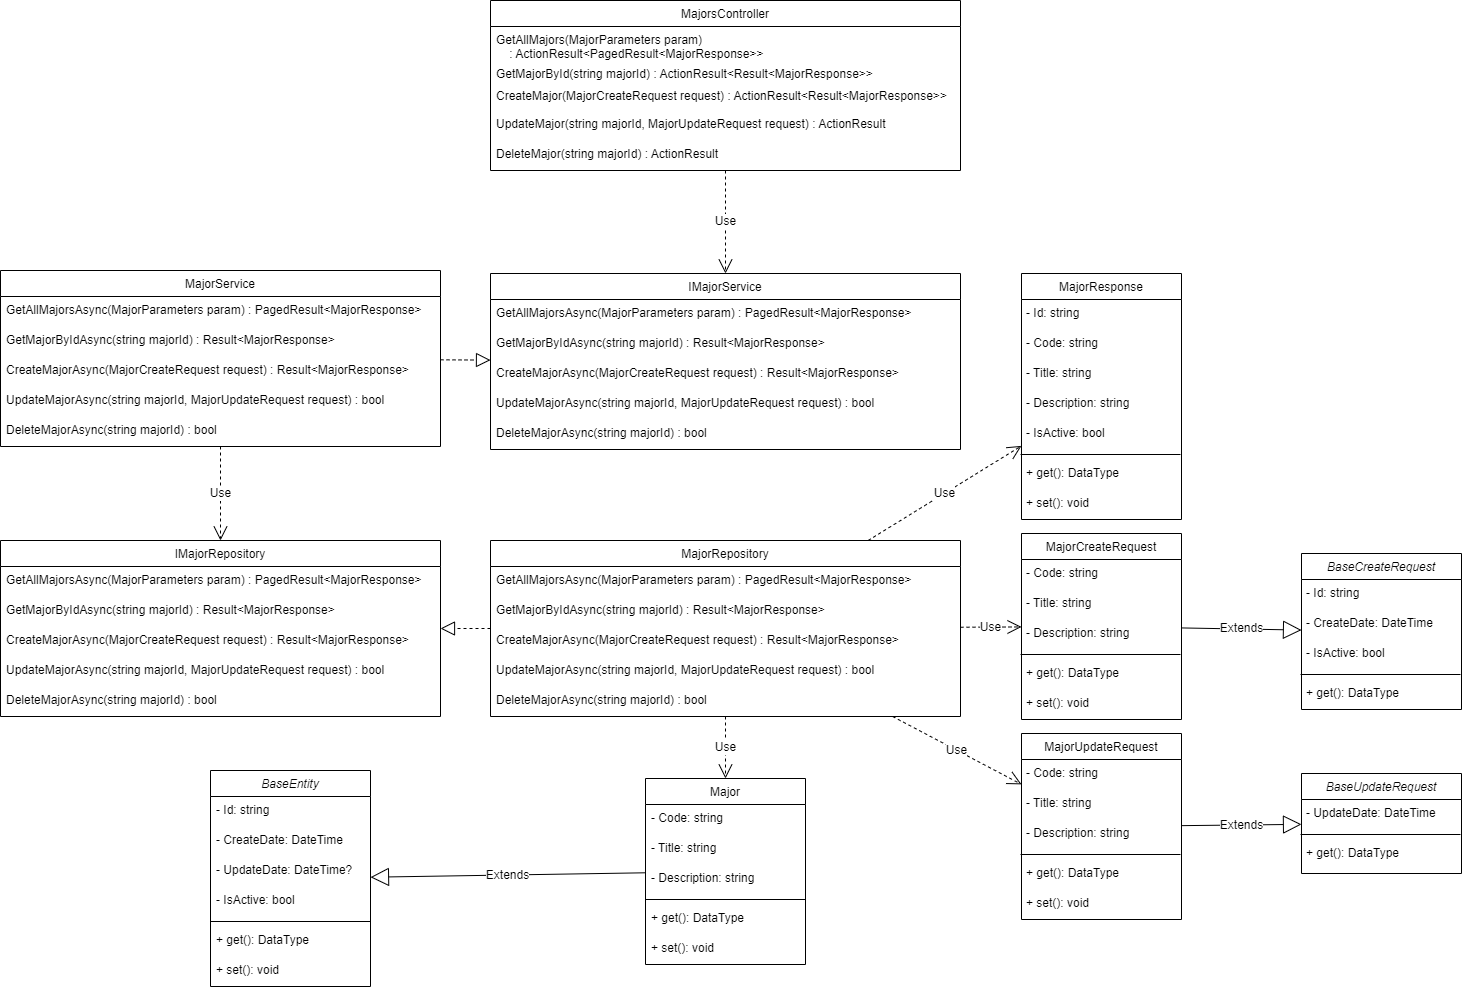 MajorsController
GetAllMajors(MajorParameters param)
: ActionResult<PagedResult<MajorResponse>>
GetMajorById(string majorId) : ActionResult<Result<MajorResponse>>
CreateMajor(MajorCreateRequest request) : ActionResult<Result<MajorResponse>>
UpdateMajor(string majorId, MajorUpdateRequest request) : ActionResult
DeleteMajor(string majorId) : ActionResult
Use
MajorService
GetAllMajorsAsync(MajorParameters param) : PagedResult<MajorResponse>
GetMajorByIdAsync(string majorId) : Result<MajorResponse>
CreateMajorAsync(MajorCreateRequest request) : Result<MajorResponse>
UpdateMajorAsync(string majorId, MajorUpdateRequest request) : bool
DeleteMajorAsync(string majorId) : bool
IMajorService
GetAllMajorsAsync(MajorParameters param) : PagedResult<MajorResponse>
GetMajorByIdAsync(string majorId) : Result<MajorResponse>
CreateMajorAsync(MajorCreateRequest request) : Result<MajorResponse>
UpdateMajorAsync(string majorId, MajorUpdateRequest request) : bool
DeleteMajorAsync(string majorId) : bool
MajorResponse
- Id: string
- Code: string
- Title: string
- Description: string
- IsActive: bool
+ get(): DataType
+ set(): void
Use
Use
IMajorRepository
GetAllMajorsAsync(MajorParameters param) : PagedResult<MajorResponse>
GetMajorByIdAsync(string majorId) : Result<MajorResponse>
CreateMajorAsync(MajorCreateRequest request) : Result<MajorResponse>
UpdateMajorAsync(string majorId, MajorUpdateRequest request) : bool
DeleteMajorAsync(string majorId) : bool
MajorRepository
GetAllMajorsAsync(MajorParameters param) : PagedResult<MajorResponse>
GetMajorByIdAsync(string majorId) : Result<MajorResponse>
CreateMajorAsync(MajorCreateRequest request) : Result<MajorResponse>
UpdateMajorAsync(string majorId, MajorUpdateRequest request) : bool
DeleteMajorAsync(string majorId) : bool
Use
MajorCreateRequest
- Code: string
- Title: string
- Description: string
+ get(): DataType
+ set(): void
Extends
BaseCreateRequest
- Id: string
- CreateDate: DateTime
- IsActive: bool
+ get(): DataType
Use
Use
MajorUpdateRequest
- Code: string
- Title: string
- Description: string
+ get(): DataType
+ set(): void
Extends
BaseUpdateRequest
- UpdateDate: DateTime
+ get(): DataType
BaseEntity
- Id: string
- CreateDate: DateTime
- UpdateDate: DateTime?
- IsActive: bool
+ get(): DataType
+ set(): void
Extends
Major
- Code: string
- Title: string
- Description: string
+ get(): DataType
+ set(): void